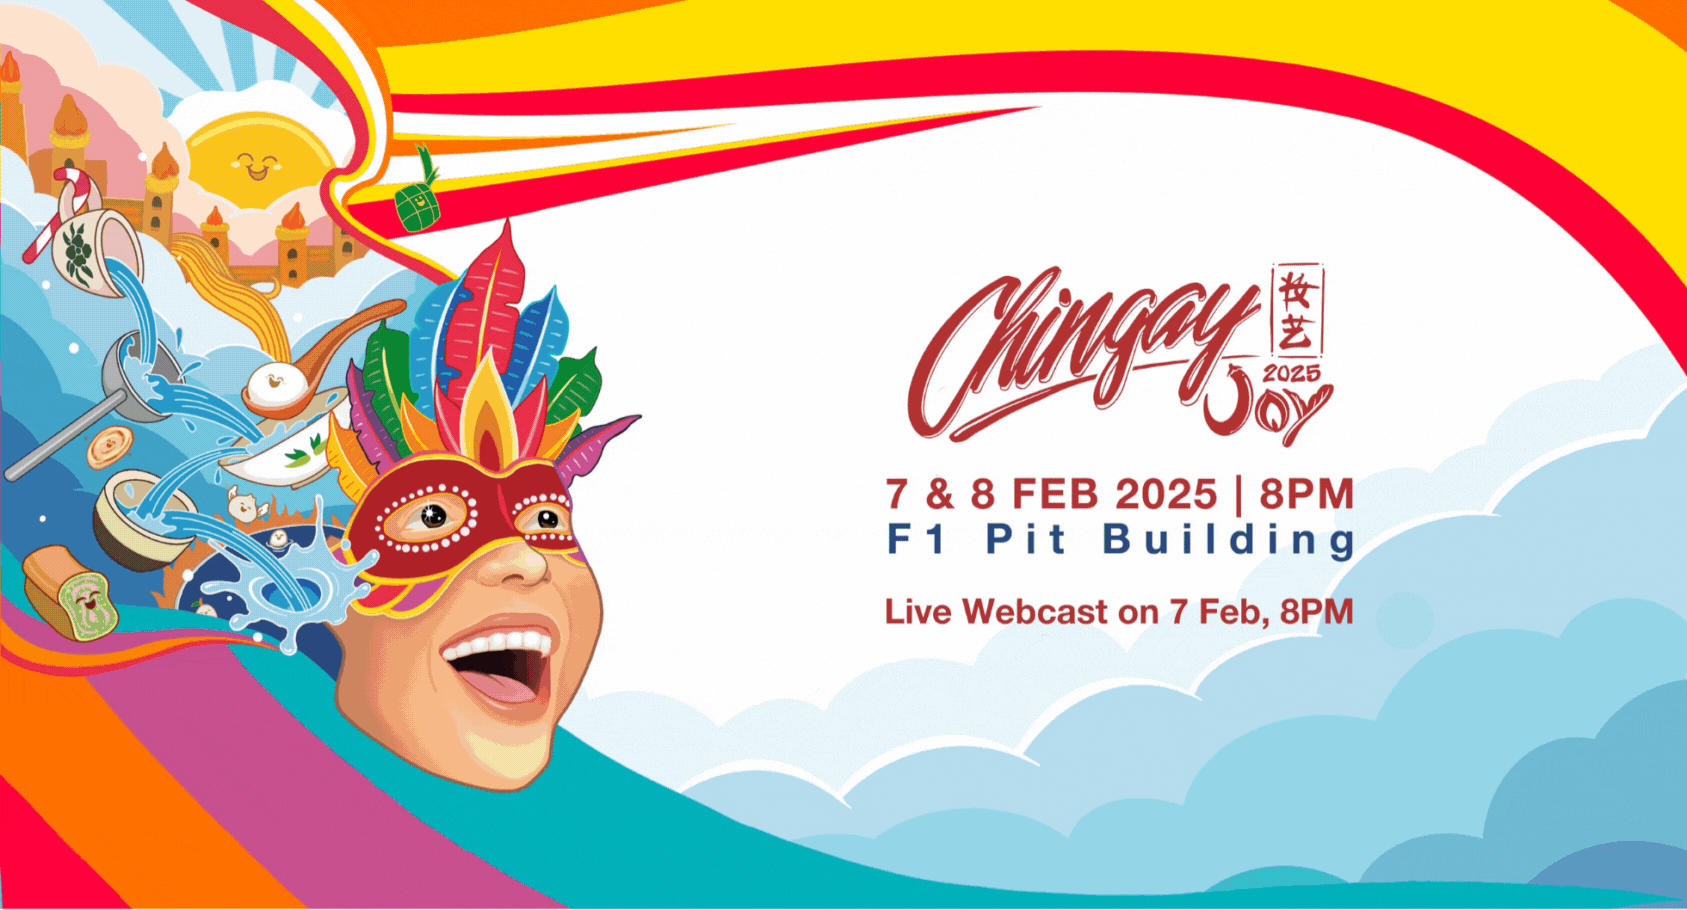 Chingay
妆
艺
2025
JOY
7 & 8 FEB 2025 | 8PM
F1 Pit Building
Live Webcast on 7 Feb, 8PM